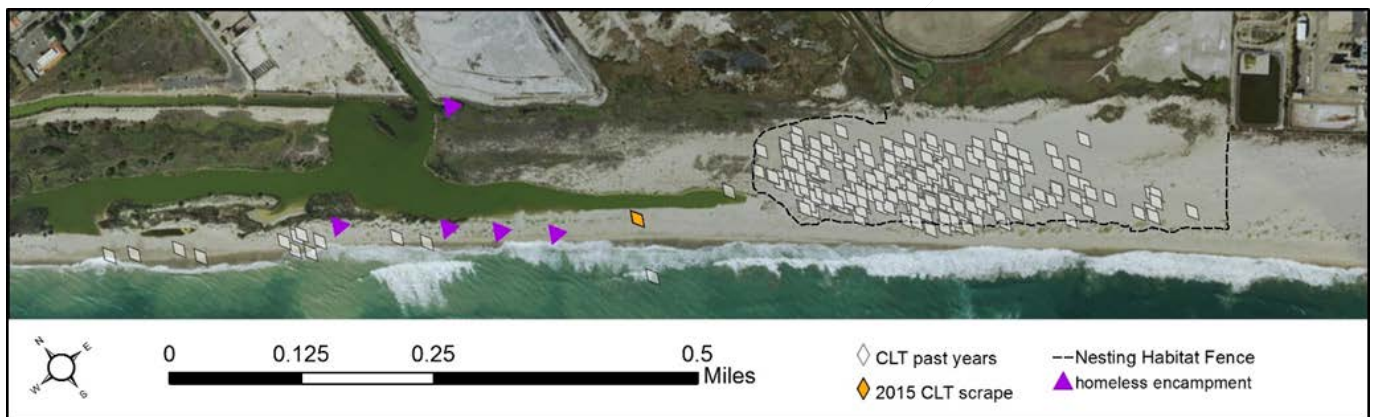 N
E
W
S
0 0.125 0.25 0.5
Miles
CLT past years
2015 CLT scrape
Nesting Habitat Fence
homeless encampment